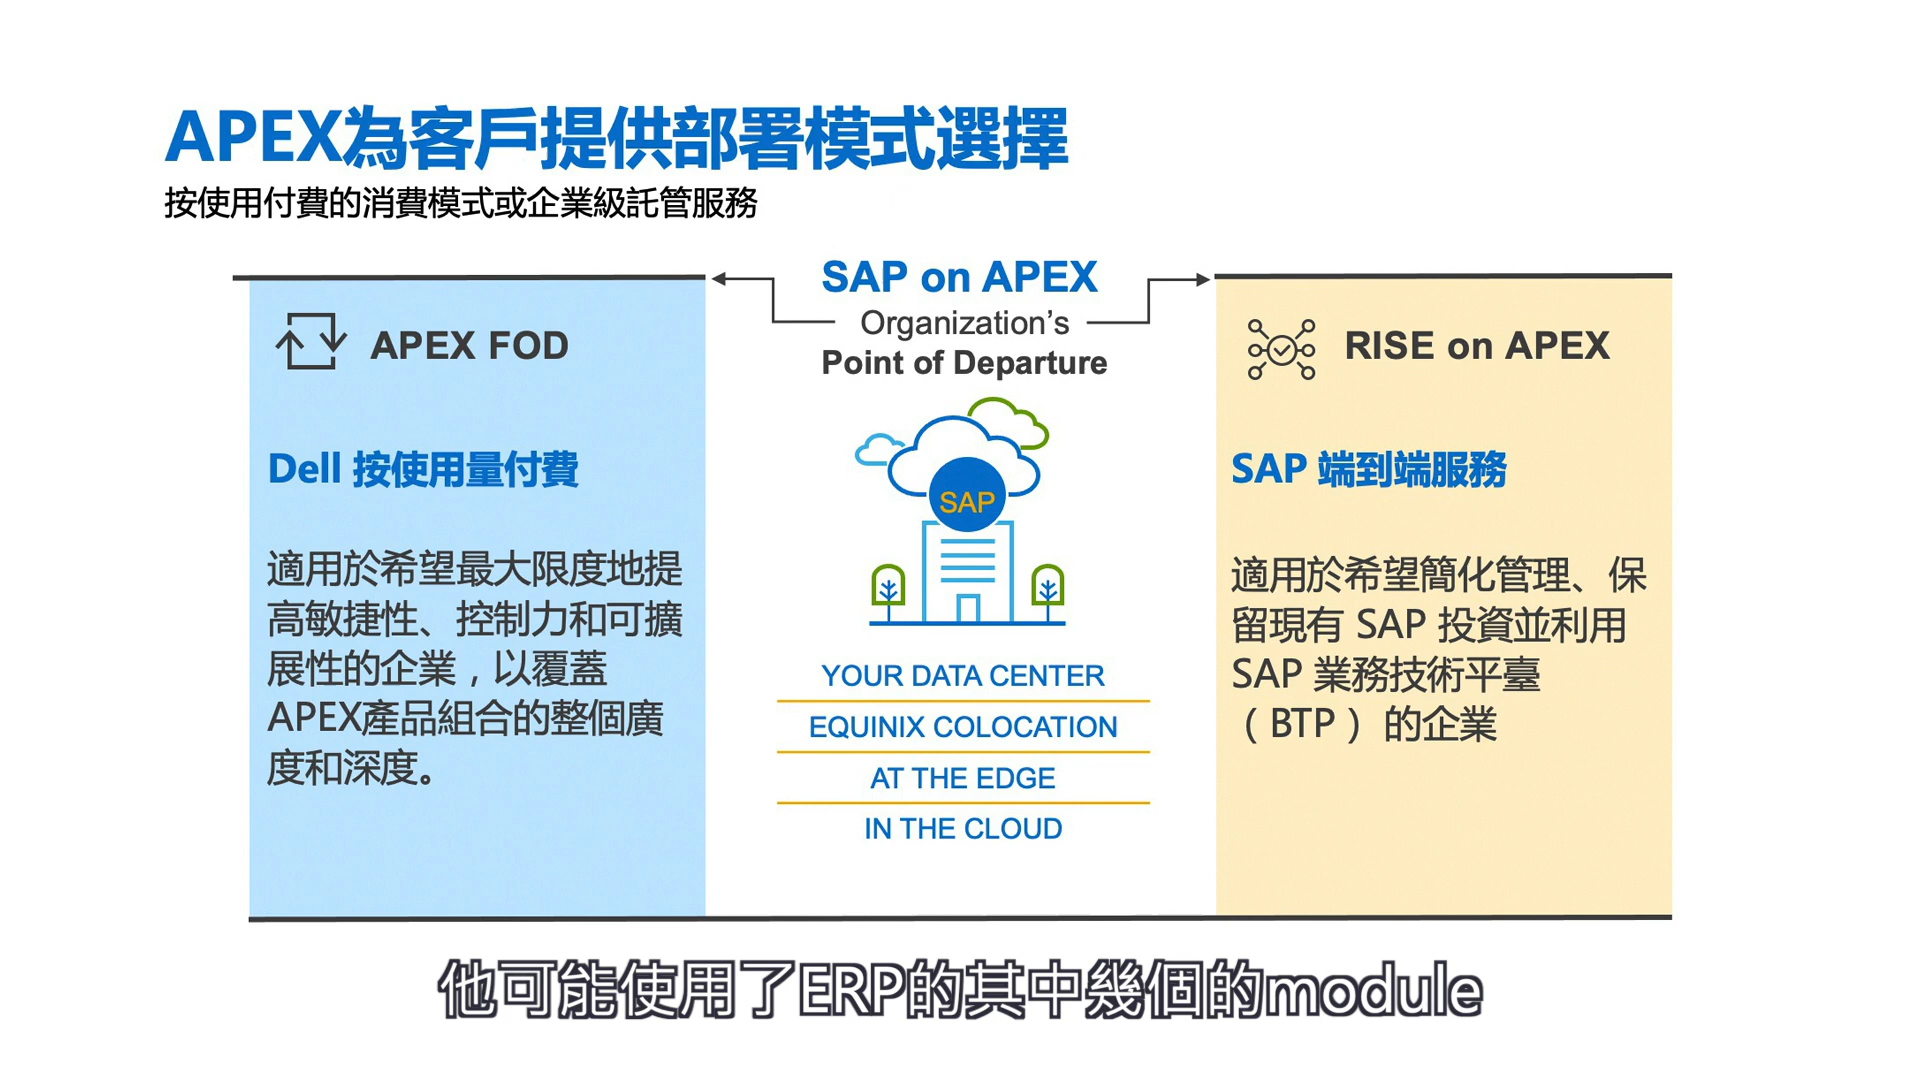 APEX為客戶提供部署模式選擇
按使用付費的消費模式或企業級託管服務
APEX FOD
Dell 按使用量付費
適用於希望最大限度地提
高敏捷性、控制力和可擴
展性的企業，以覆蓋
APEX產品組合的整個廣
度和深度。
SAP on APEX
Organization’s
Point of Departure
SAP
YOUR DATA CENTER
EQUINIX COLOCATION
AT THE EDGE
IN THE CLOUD
RISE on APEX
SAP 端到端服務
適用於希望簡化管理、保
留現有 SAP 投資並利用
SAP 業務技術平臺
（BTP） 的企業
他可能使用了ERP的其中幾個的module